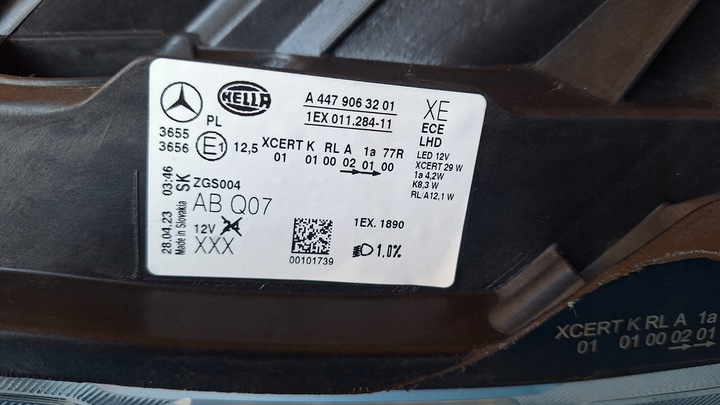 HELLA
A 447 906 32 01
1EX 011.284-11
XE
ECE
LHD
LED 12V
XCERT 29 W
1a 4,2W
K8,3 W
RL/A12,1 W
PL
3655
3656
E1
12,5
XCERT K RL A 1a 77R
01 01 00 02 01 00
28.04.23 03:46
Made in Slovakia SK
ZGS004
AB Q07
12V 24
XXX
00101739
1EX. 1890
1.0%
XCERT K RL A 1a
01 01 00 02 01